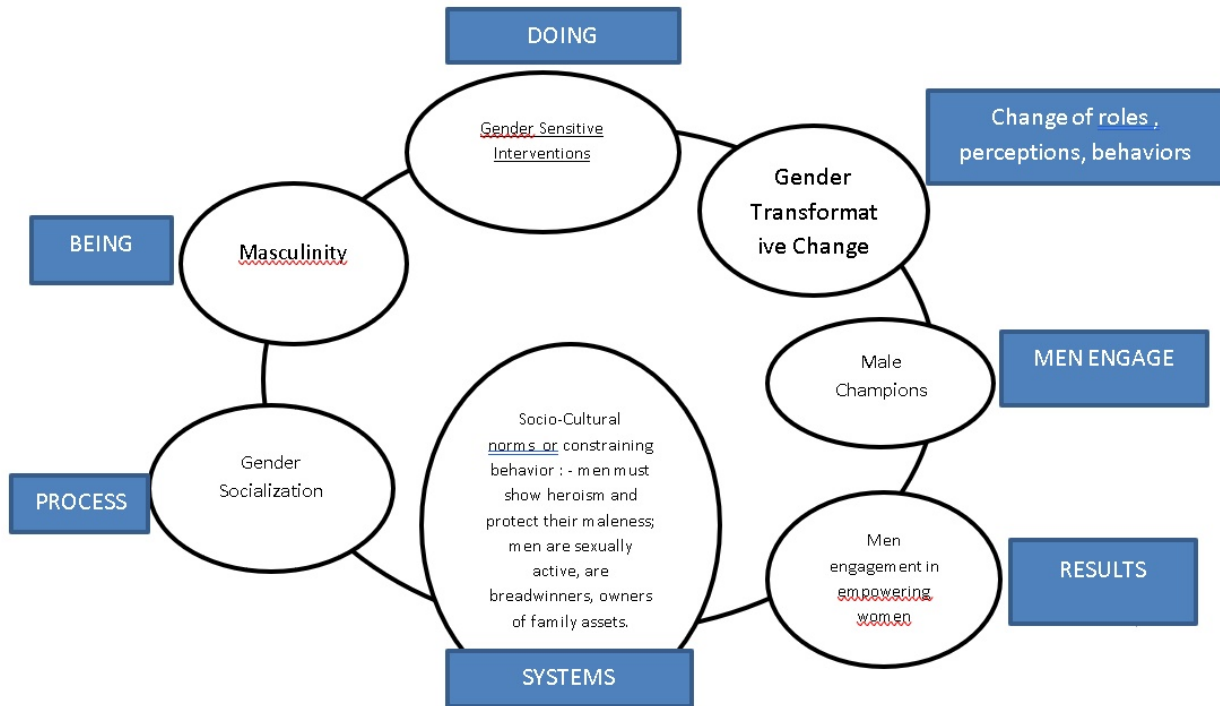 DOING
Gender Sensitive
Interventions
Change of roles ,
perceptions, behaviors
Gender
Transformat
ive Change
BEING
Masculinity
MEN ENGAGE
Male
Champions
Socio-Cultural
norms or constraining
behavior : - men must
show heroism and
protect their maleness;
men are sexually
active, are
breadwinners, owners
of family assets.
PROCESS
Gender
Socialization
Men
engagement in
empowering
women
RESULTS
SYSTEMS